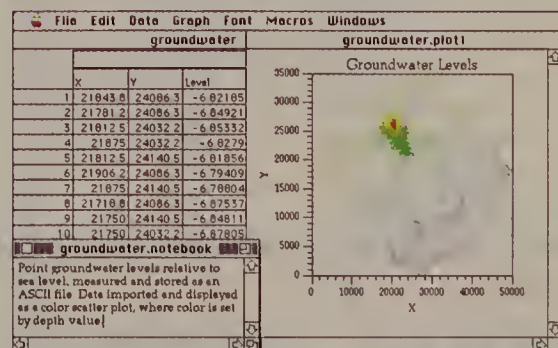 File Edit Data Graph Font Macros Windows
groundwater
X Y Level
1 21843.8 24086.3 -6.82185
2 21781.2 24086.3 -6.84921
3 21812.5 24032.2 -6.85332
4 21875 24032.2 -6.8279
5 21812.5 24140.5 -6.81856
6 21906.2 24086.3 -6.79409
7 21875 24140.5 -6.78804
8 21718.8 24086.3 -6.87537
9 21750 24140.5 -6.84811
10 21750 24032.2 -6.87805
groundwater.notebook
Point groundwater levels relative to
sea level, measured and stored as an
ASCII file. Data imported and displayed
as a color scatter plot, where color is set
by depth value.
groundwater.plot1
Groundwater Levels
35000
30000
25000
20000
15000
10000
5000
0
Y
0 10000 20000 30000 40000 50000
X